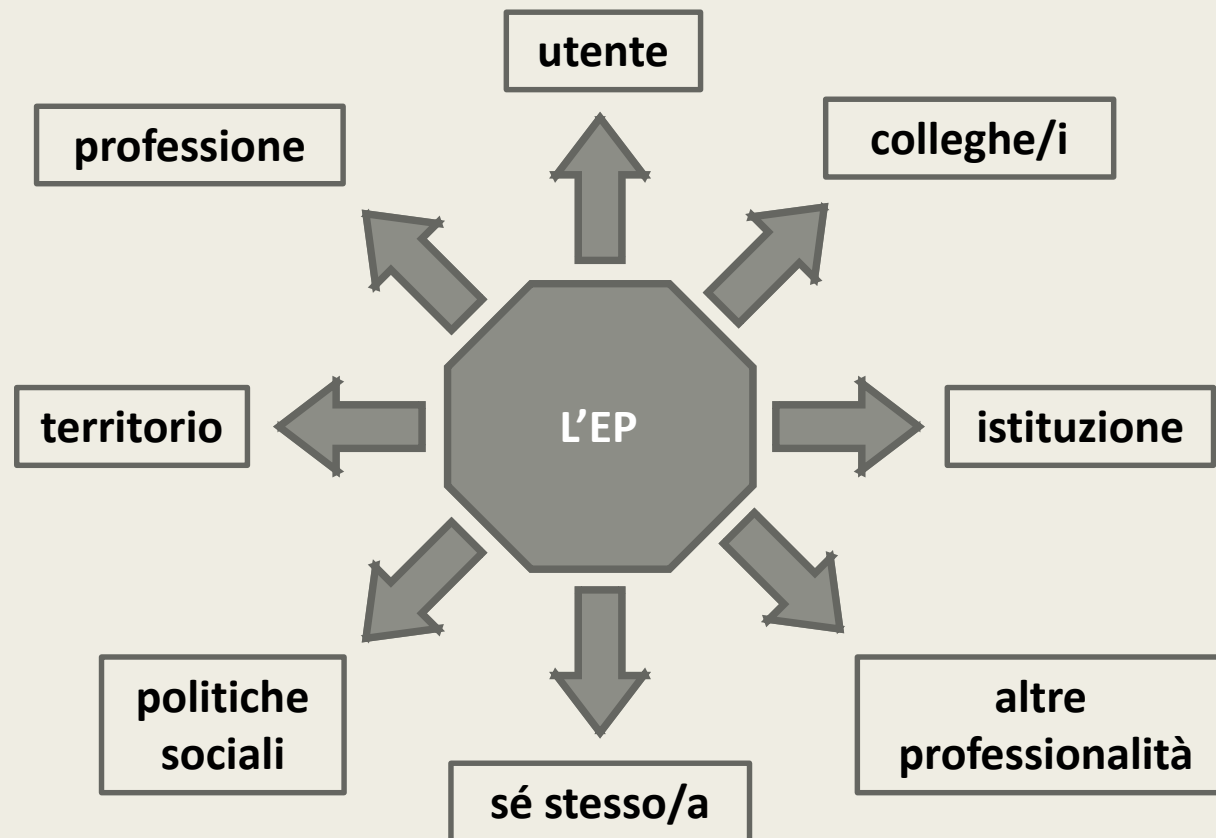 utente
professione
colleghe/i
territorio
L'EP
istituzione
politiche
sociali
altre
professionalità
sé stesso/a